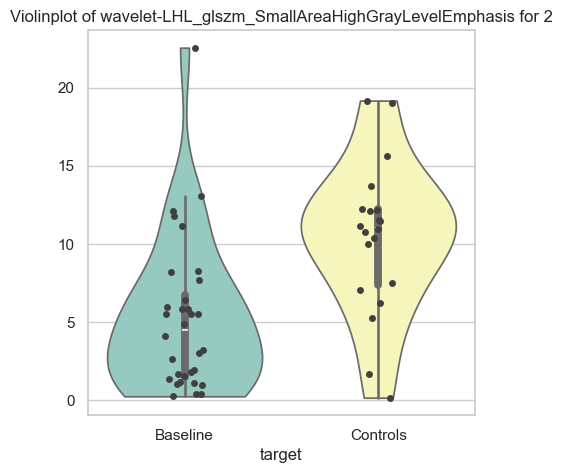 Violinplot of wavelet-LHL_glszm_SmallAreaHighGrayLevelEmphasis for 2
20
15
10
5
0
Baseline Controls
target